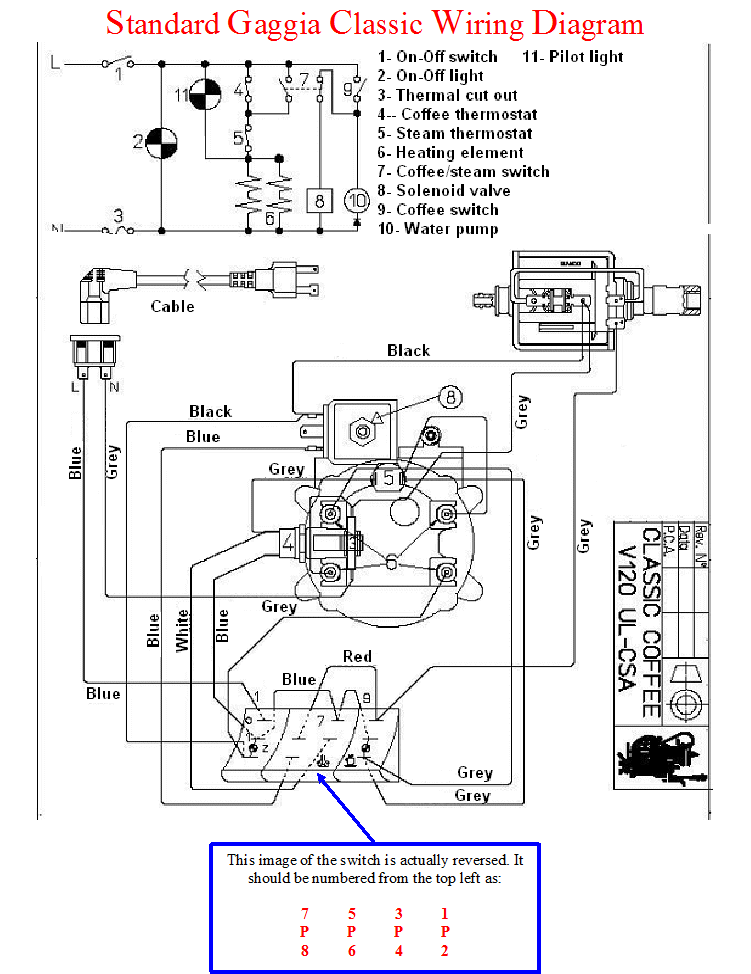 Standard Gaggia Classic Wiring Diagram
1- On-Off switch 11- Pilot light
2- On-Off light
3- Thermal cut out
4-- Coffee thermostat
5- Steam thermostat
6- Heating element
7- Coffee/steam switch
8- Solenoid valve
9- Coffee switch
10- Water pump
L
1
11
4
7
9
2
5
6
8
10
3
Cable
L N
Black
Black
Blue
8
Grey
Blue
Grey
Grey
5
4
3
Grey
Grey
Grey
Blue
White
Blue
Red
Blue
Blue
1
7
9
2
Grey
Grey
Rev. N°
Data
P.C.A.
CLASSIC COFFEE
V120 UL-CSA
This image of the switch is actually reversed. It
should be numbered from the top left as:
7 5 3 1
P P P P
8 6 4 2